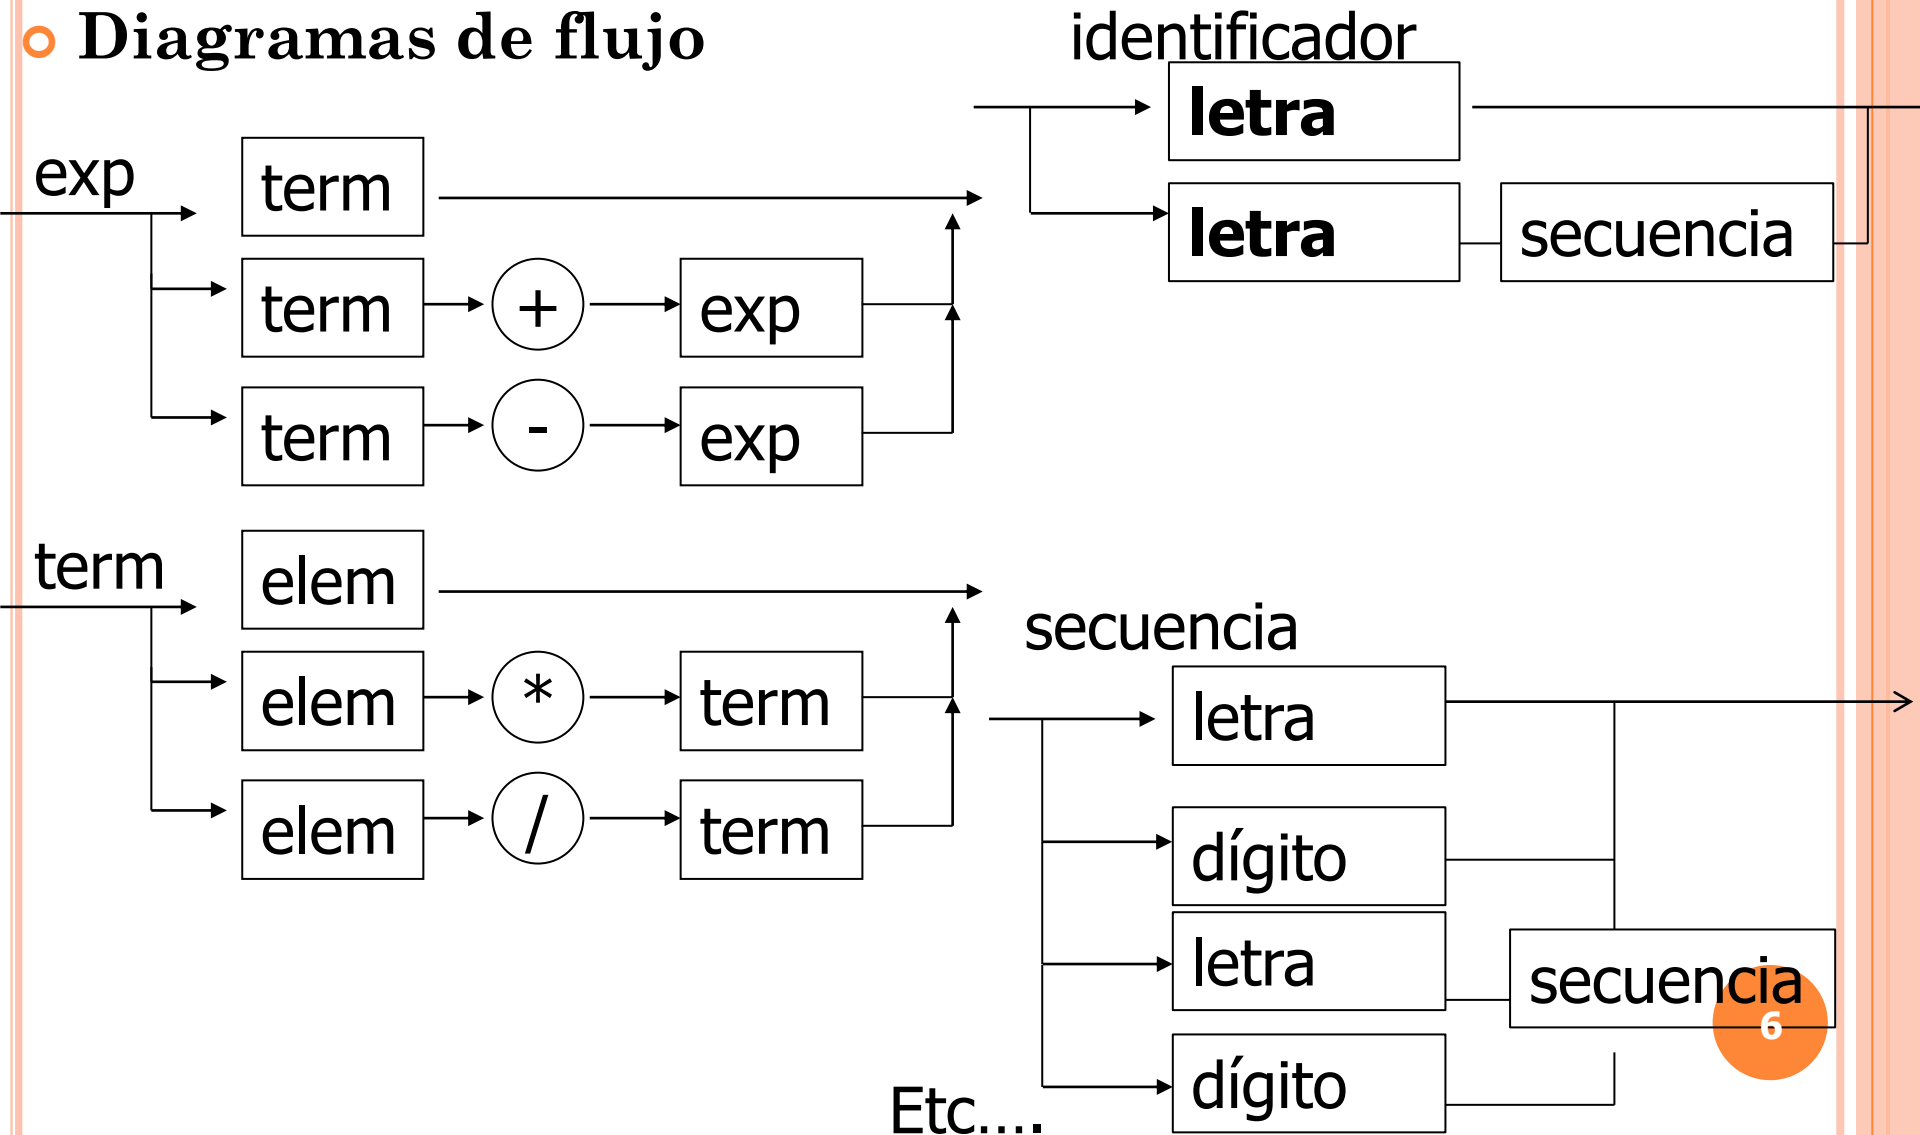 Diagramas de flujo
exp
term
term + exp
term - exp
term
elem
elem * term
elem / term
identificador
letra
letra secuencia
secuencia
letra
dígito
letra secuencia
dígito
Etc....
6